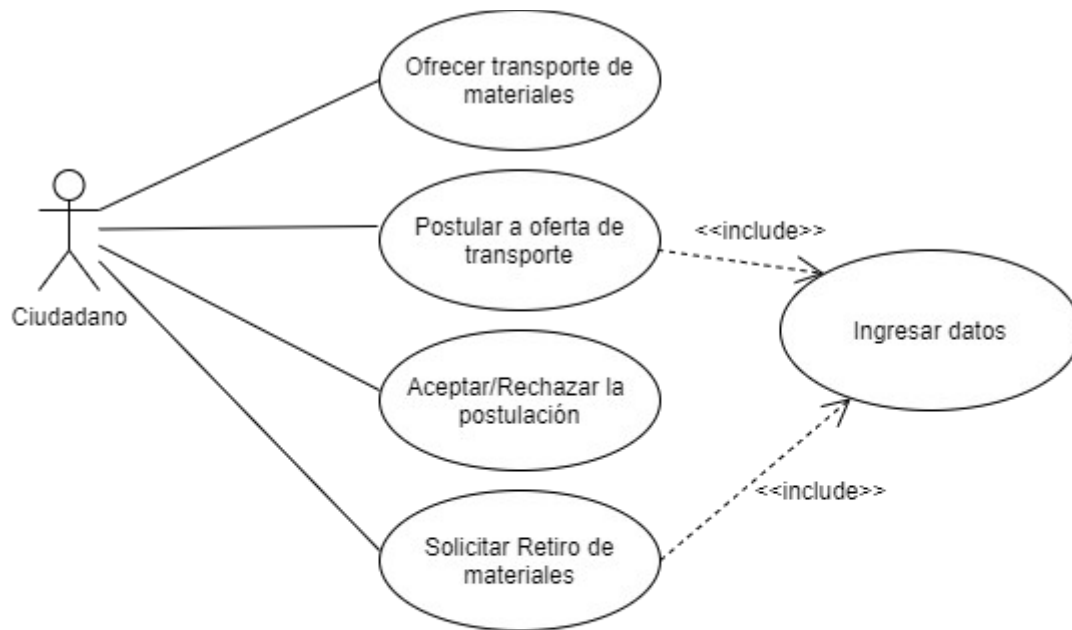 Ofrecer transporte de
materiales
Postular a oferta de
transporte
<<include>>
Ciudadano
Ingresar datos
Aceptar/Rechazar la
postulación
<<include>>
Solicitar Retiro de
materiales